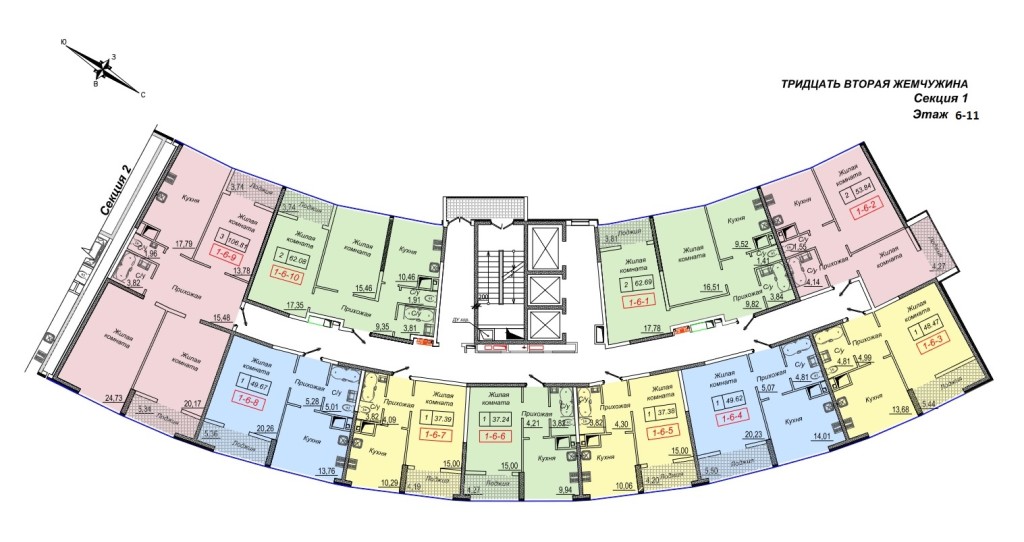 Ю
З
В
С
ТРИДЦАТЬ ВТОРАЯ ЖЕМЧУЖИНА
Секция 1
Этаж 6-11
Секция 2
Кухня
17,79
1,96
3,82
С/у
3,74
Лоджия
Жилая комната
3 106.81
1-6-9
13,78
Прихожая
15,48
Жилая комната
24,73
Жилая комната
20,17
5,34
Лоджия
3,74
Лоджия
Жилая комната
2 62.08
1-6-10
17,35
Жилая комната
15,46
Кухня
10,46
С/у
1,91
С/у
3,81
Прихожая
9,35
ДУ хол.
1200
3,81
Лоджия
Жилая комната
2 62.69
1-6-1
17,78
Жилая комната
16,51
Кухня
9,52
С/у
1,41
С/у
3,84
Прихожая
9,82
Кухня
С/у
1,55
С/у
4,14
Прихожая
Жилая комната
2 53.84
1-6-2
Жилая комната
Лоджия
4,27
Жилая комната
1 48.47
1-6-3
Прихожая
4,99
С/у
4,81
Кухня
13,68
Лоджия
5,44
Жилая комната
1 49.67
1-6-8
20,26
5,36
Лоджия
Прихожая
5,28
С/у
5,01
Кухня
13,76
С/у
3,82
Прихожая
4,09
Кухня
10,29
Жилая комната
1 37.39
1-6-7
15,00
4,19
Лоджия
Жилая комната
1 37.24
1-6-6
15,00
4,27
Лоджия
Прихожая
4,21
С/у
3,82
Кухня
9,94
С/у
3,82
Прихожая
4,30
Кухня
10,06
Жилая комната
1 37.38
1-6-5
15,00
4,20
Лоджия
Жилая комната
1 49.62
1-6-4
20,23
5,50
Лоджия
Прихожая
5,07
С/у
4,81
Кухня
14,01